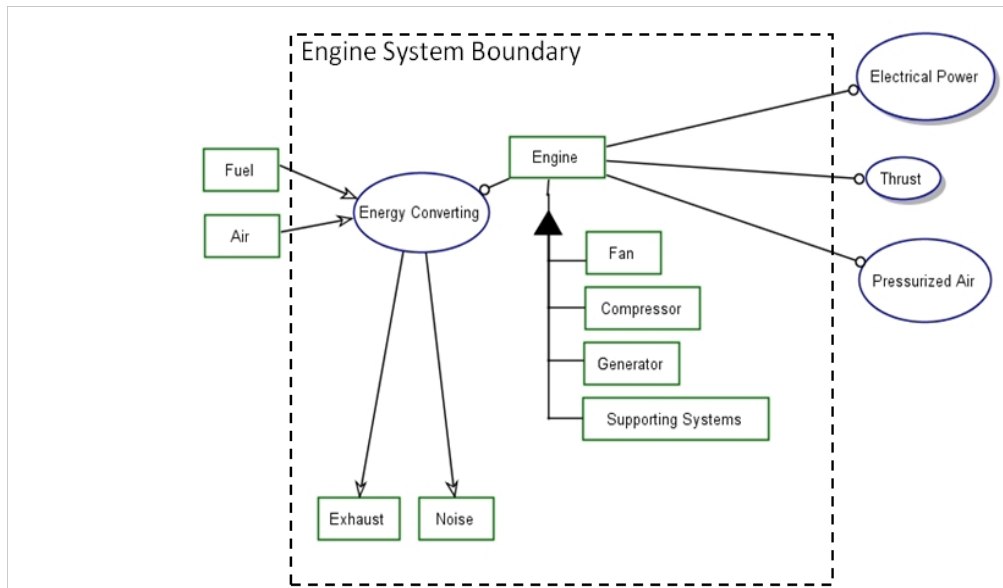 Engine System Boundary
Electrical Power
Engine
Fuel
Thrust
Energy Converting
Air
Fan
Pressurized Air
Compressor
Generator
Supporting Systems
Exhaust
Noise